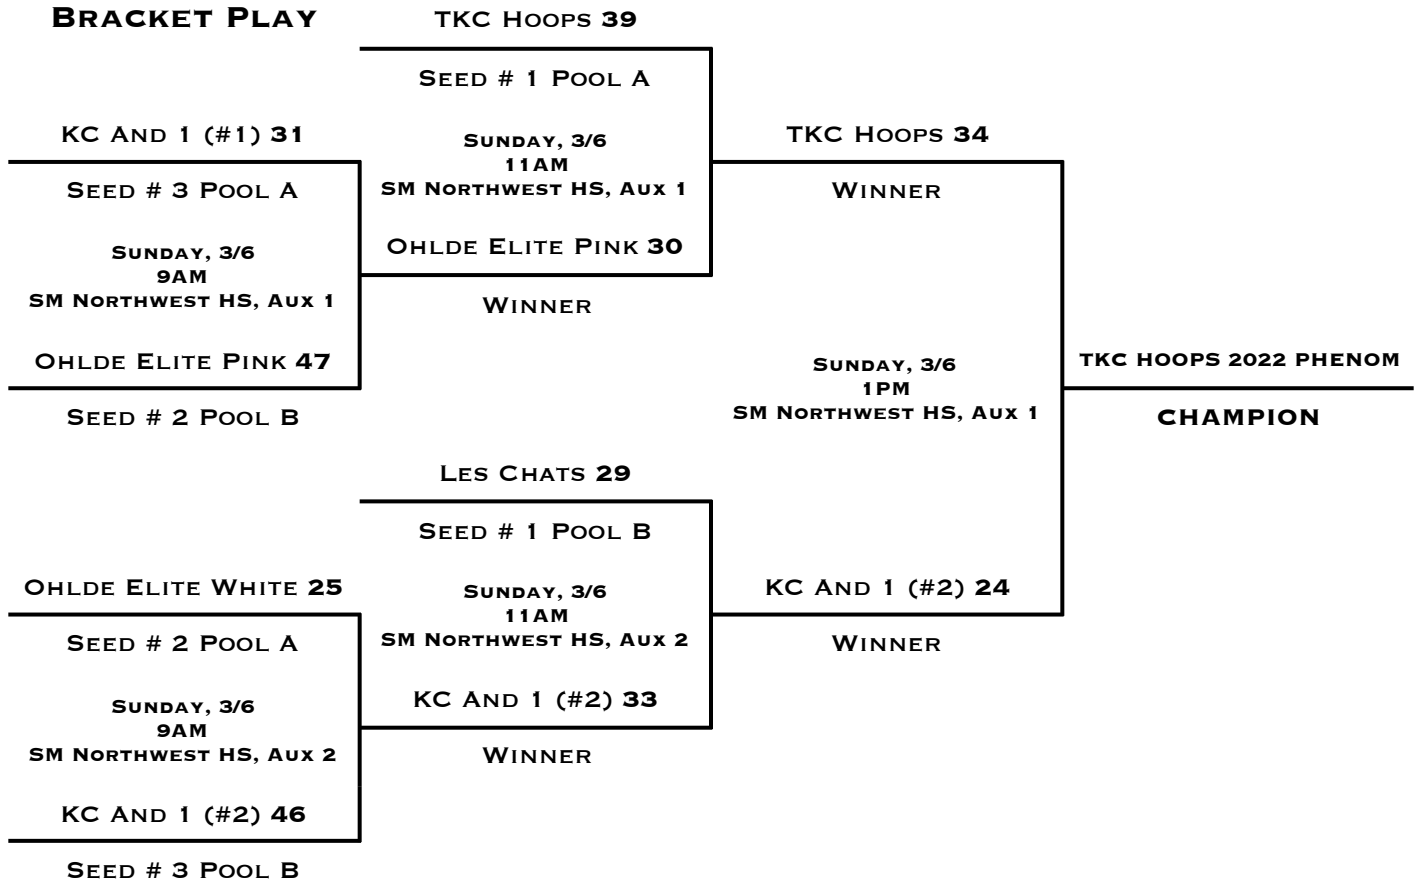 Bracket Play
TKC Hoops 39
Seed # 1 Pool A
Sunday, 3/6
11AM
SM Northwest HS, Aux 1
Ohlde Elite Pink 30
Winner
KC And 1 (#1) 31
Seed # 3 Pool A
Sunday, 3/6
9AM
SM Northwest HS, Aux 1
Ohlde Elite Pink 47
Seed # 2 Pool B
TKC Hoops 34
Winner
Sunday, 3/6
1PM
SM Northwest HS, Aux 1
TKC HOOPS 2022 PHENOM
CHAMPION
Les Chats 29
Seed # 1 Pool B
Sunday, 3/6
11AM
SM Northwest HS, Aux 2
KC And 1 (#2) 33
Winner
Ohlde Elite White 25
Seed # 2 Pool A
Sunday, 3/6
9AM
SM Northwest HS, Aux 2
KC And 1 (#2) 46
Seed # 3 Pool B
KC And 1 (#2) 24
Winner